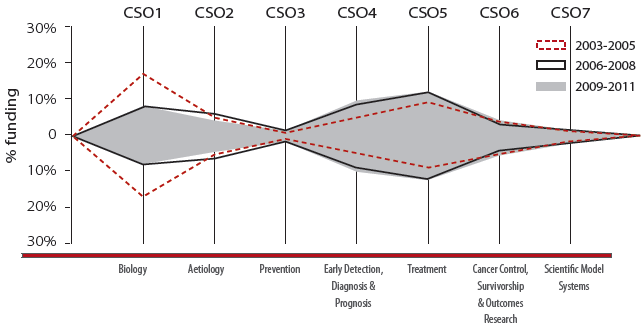 CSO1 CSO2 CSO3 CSO4 CSO5 CSO6 CSO7
30%
20%
10%
0
10%
20%
30%
% funding
2003-2005
2006-2008
2009-2011
Biology
Aetiology
Prevention
Early Detection,
Diagnosis &
Prognosis
Treatment
Cancer Control,
Survivorship
& Outcomes
Research
Scientific Model
Systems